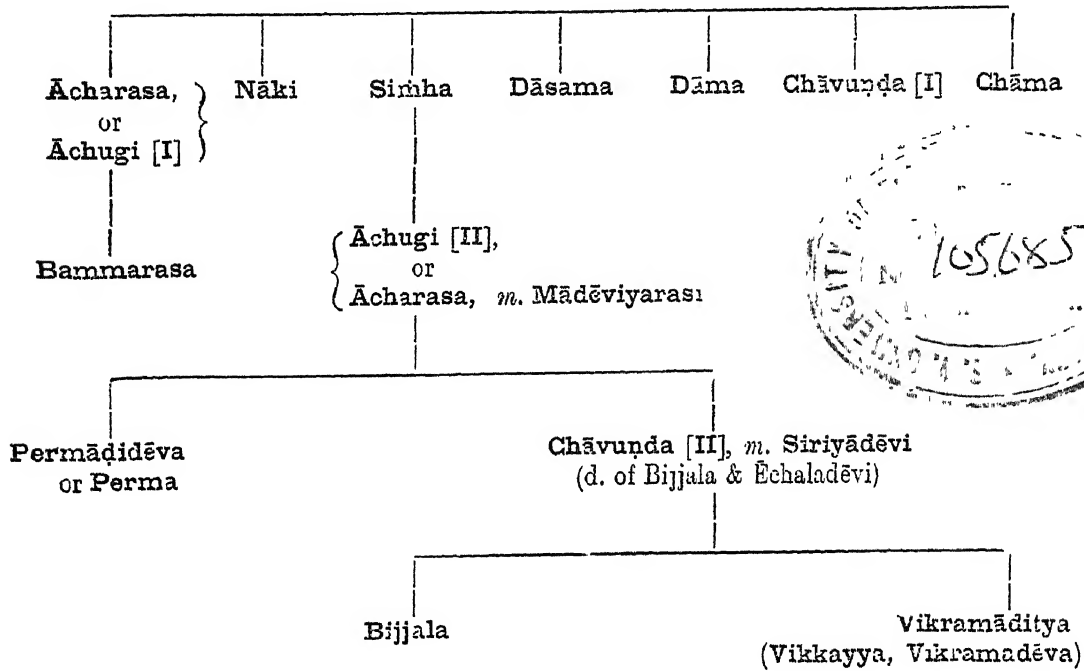 Ācharasa, or Āchugi [I]
Nāki
Siṁha
Dāsama
Dāma
Chāvuṇḍa [I]
Chāma
Bammarasa
Āchugi [II],
or
Ācharasa, m. Mādēviyarasi
105685
Permāḍidēva
or Perma
Chāvuṇḍa [II], m. Siriyādēvi
(d. of Bijjala & Ēchaladēvi)
Bijjala
Vikramāditya
(Vikkayya, Vikramadēva)